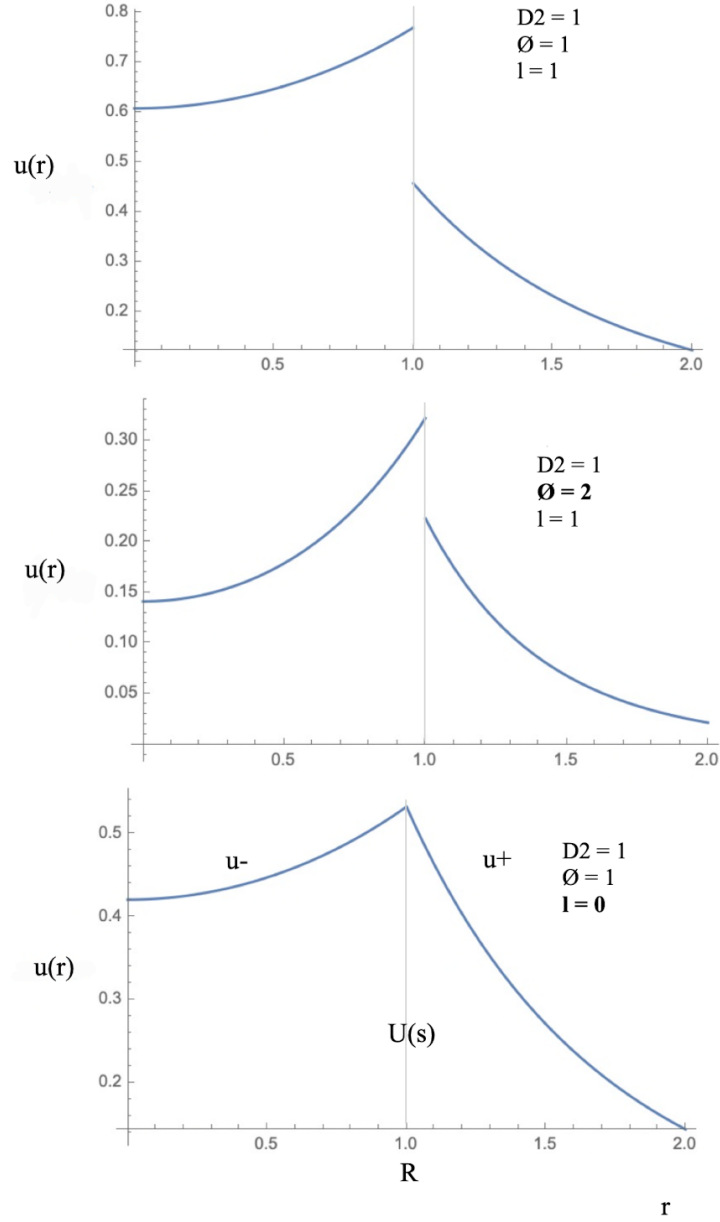 0.8
D2 = 1
Ø = 1
l = 1
0.7
0.6
u(r)
0.5
0.4
0.3
0.2
0.5 1.0 1.5 2.0
0.30
D2 = 1
Ø = 2
l = 1
0.25
0.20
u(r)
0.15
0.10
0.05
0.5 1.0 1.5 2.0
0.5
u- u+
D2 = 1
Ø = 1
l = 0
0.4
u(r)
0.3
U(s)
0.2
0.5 1.0 1.5 2.0
R
r